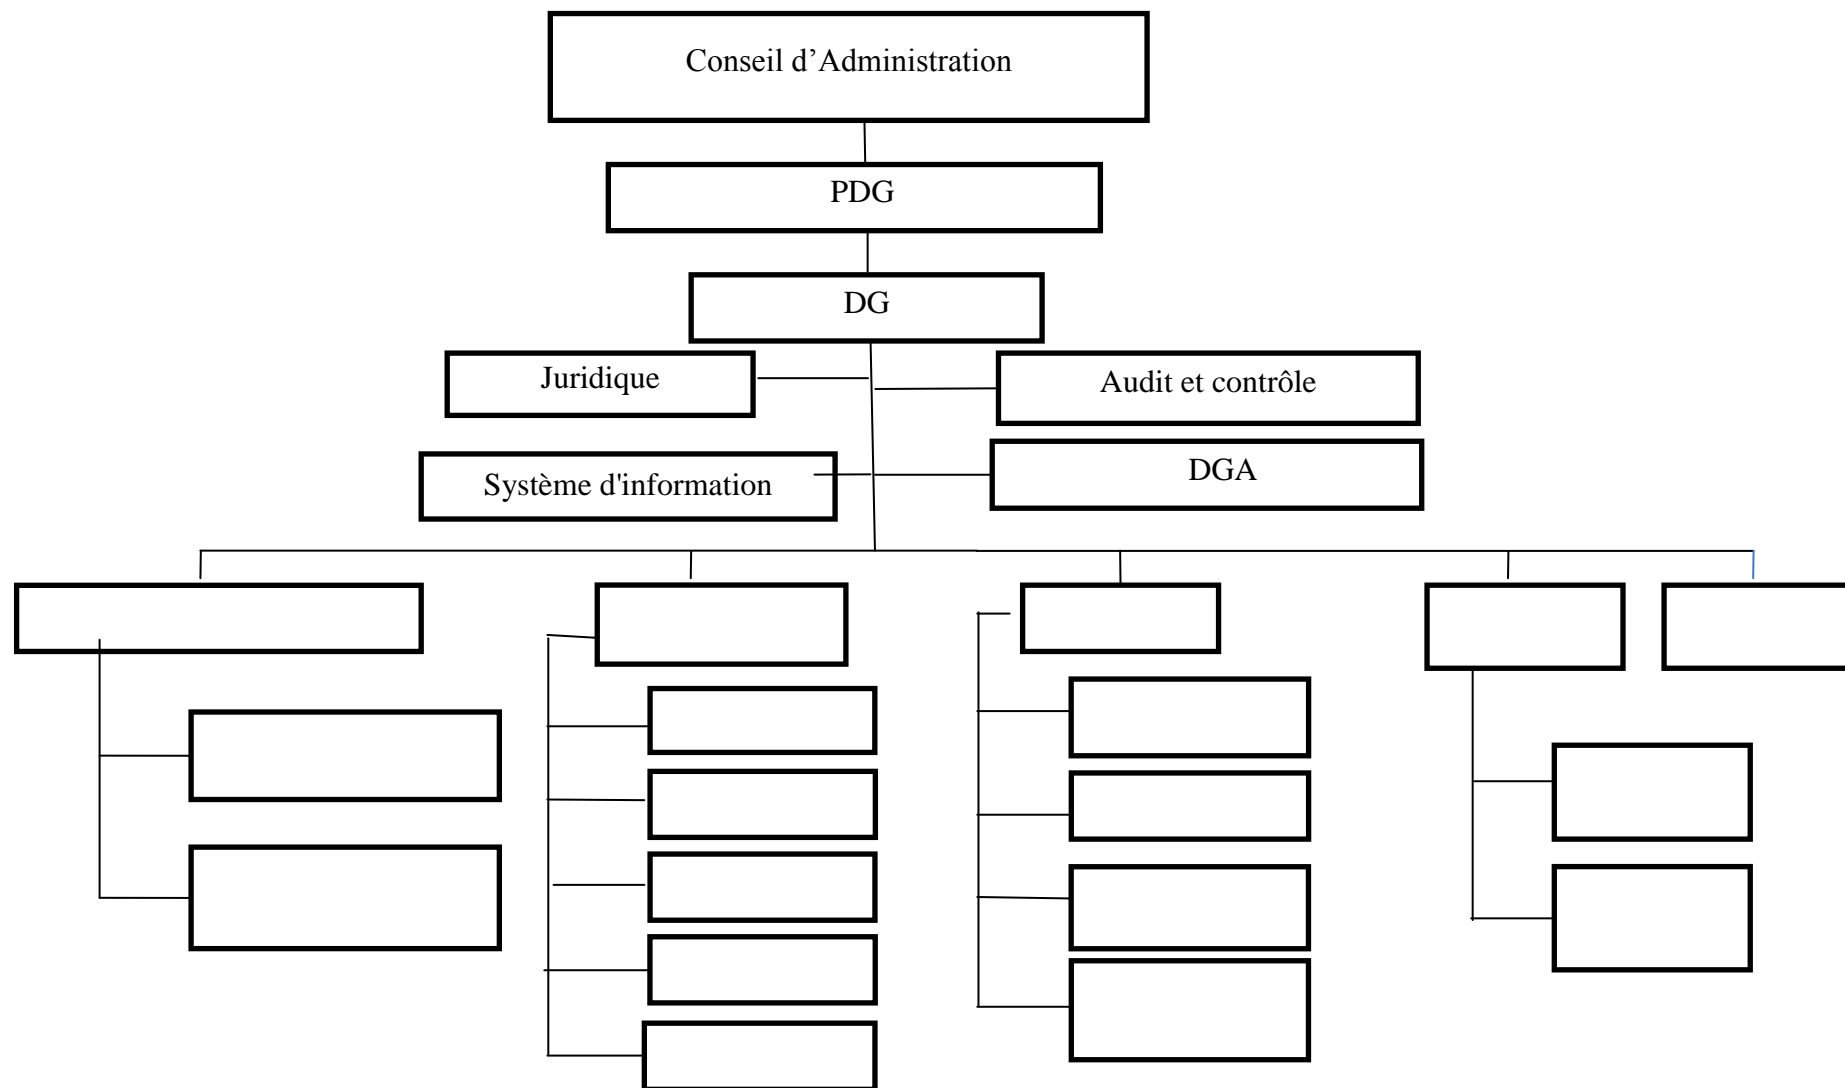 Conseil d’Administration
PDG
DG
Juridique
Audit et contrôle
Système d'information
DGA